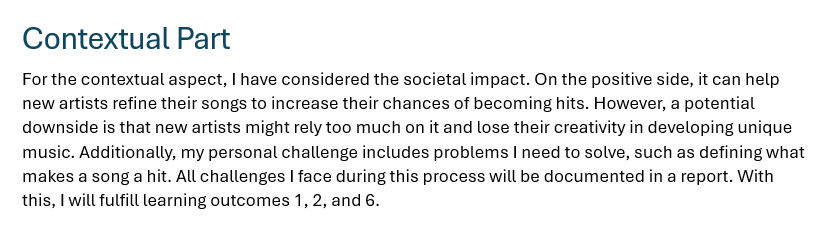 Contextual Part
For the contextual aspect, I have considered the societal impact. On the positive side, it can help
new artists refine their songs to increase their chances of becoming hits. However, a potential
downside is that new artists might rely too much on it and lose their creativity in developing unique
music. Additionally, my personal challenge includes problems I need to solve, such as defining what
makes a song a hit. All challenges I face during this process will be documented in a report. With
this, I will fulfill learning outcomes 1, 2, and 6.